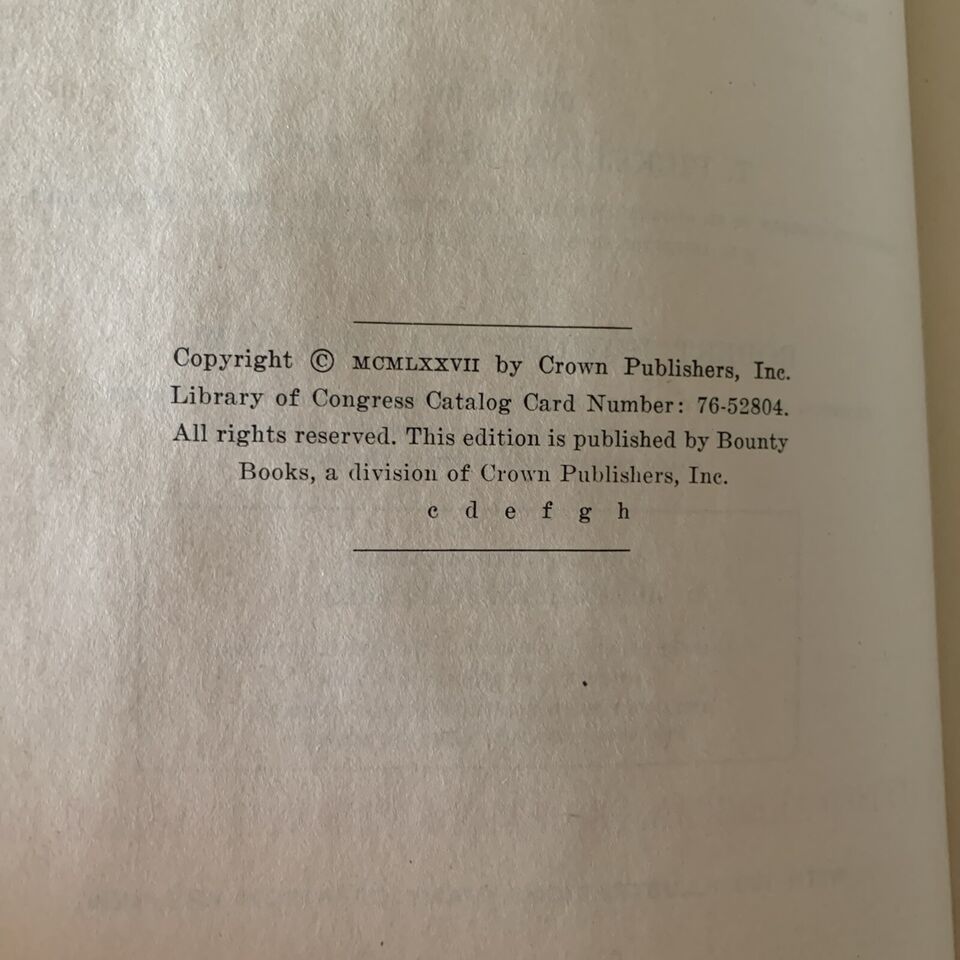 Copyright © MCMLXXVII by Crown Publishers, Inc.
Library of Congress Catalog Card Number: 76-52804.
All rights reserved. This edition is published by Bounty
Books, a division of Crown Publishers, Inc.
c d e f g h